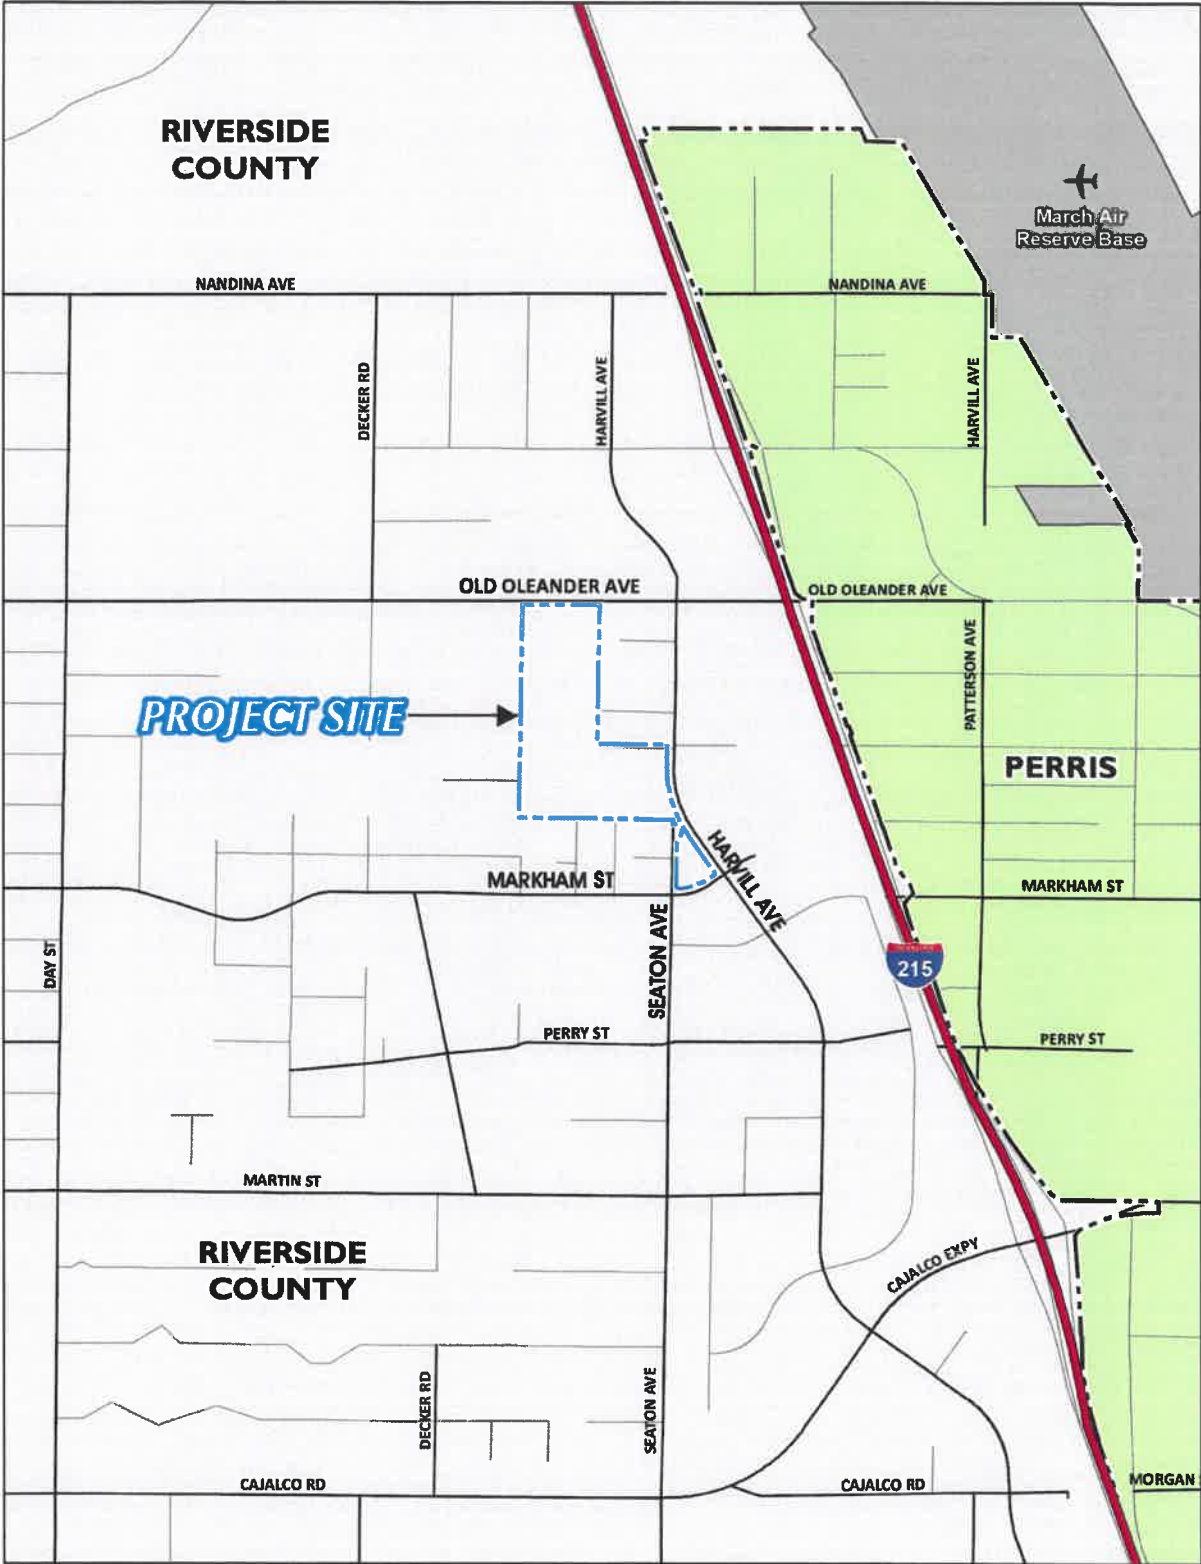 RIVERSIDE
COUNTY
March Air
Reserve Base
NANDINA AVE
NANDINA AVE
DECKER RD
HARVILL AVE
HARVILL AVE
OLD OLEANDER AVE
OLD OLEANDER AVE
PATTERSON AVE
PROJECT SITE
PERRIS
HARVILL AVE
MARKHAM ST
MARKHAM ST
SEATON AVE
DAY ST
215
PERRY ST
PERRY ST
MARTIN ST
RIVERSIDE
COUNTY
CAJALCO EXPY
DECKER RD
SEATON AVE
CAJALCO RD
CAJALCO RD
MORGAN